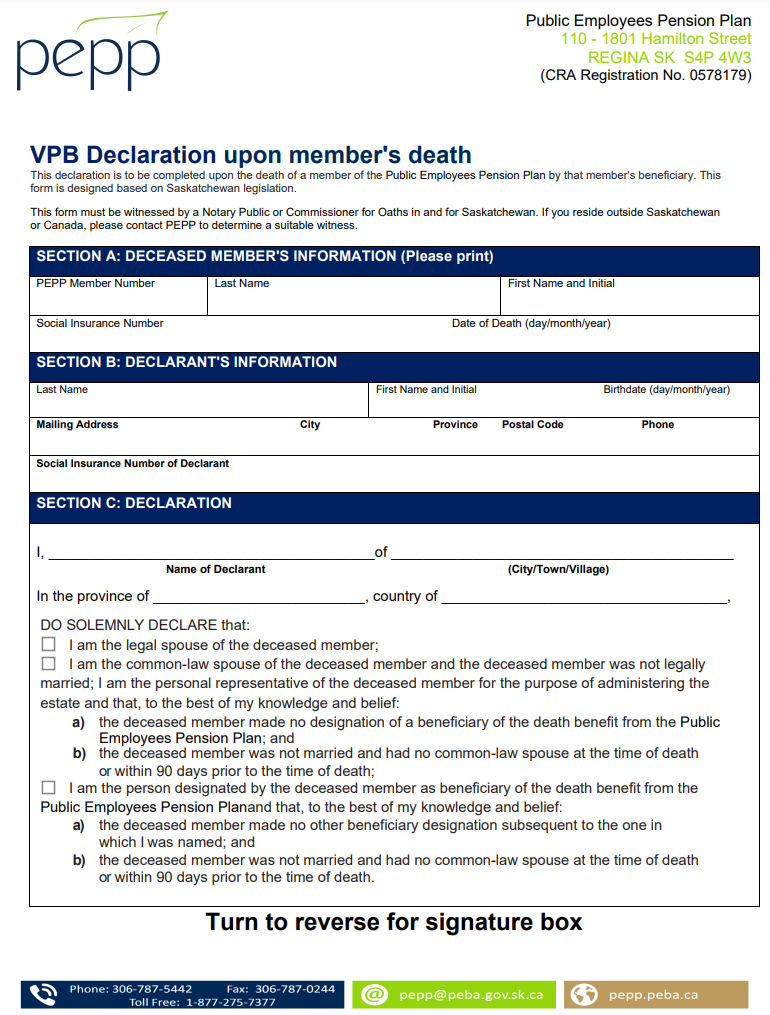 pepp
Public Employees Pension Plan
110 - 1801 Hamilton Street
REGINA SK S4P 4W3
(CRA Registration No. 0578179)
VPB Declaration upon member's death
This declaration is to be completed upon the death of a member of the Public Employees Pension Plan by that member's beneficiary. This
form is designed based on Saskatchewan legislation.
This form must be witnessed by a Notary Public or Commissioner for Oaths in and for Saskatchewan. If you reside outside Saskatchewan
or Canada, please contact PEPP to determine a suitable witness.
SECTION A: DECEASED MEMBER'S INFORMATION (Please print)
PEPP Member Number Last Name First Name and Initial
Social Insurance Number Date of Death (day/month/year)
SECTION B: DECLARANT'S INFORMATION
Last Name First Name and Initial Birthdate (day/month/year)
Mailing Address City Province Postal Code Phone
Social Insurance Number of Declarant
SECTION C: DECLARATION
I, ______________________________________of ________________________________________
Name of Declarant (City/Town/Village)
In the province of _________________________, country of __________________________________,
DO SOLEMNLY DECLARE that:
☐ I am the legal spouse of the deceased member;
☐ I am the common-law spouse of the deceased member and the deceased member was not legally
married; I am the personal representative of the deceased member for the purpose of administering the
estate and that, to the best of my knowledge and belief:
a) the deceased member made no designation of a beneficiary of the death benefit from the Public
Employees Pension Plan; and
b) the deceased member was not married and had no common-law spouse at the time of death
or within 90 days prior to the time of death;
☐ I am the person designated by the deceased member as beneficiary of the death benefit from the
Public Employees Pension Planand that, to the best of my knowledge and belief:
a) the deceased member made no other beneficiary designation subsequent to the one in
which I was named; and
b) the deceased member was not married and had no common-law spouse at the time of death
or within 90 days prior to the time of death.
Turn to reverse for signature box
Phone: 306-787-5442 Fax: 306-787-0244
Toll Free: 1-877-275-7377
pepp@peba.gov.sk.ca
pepp.peba.ca